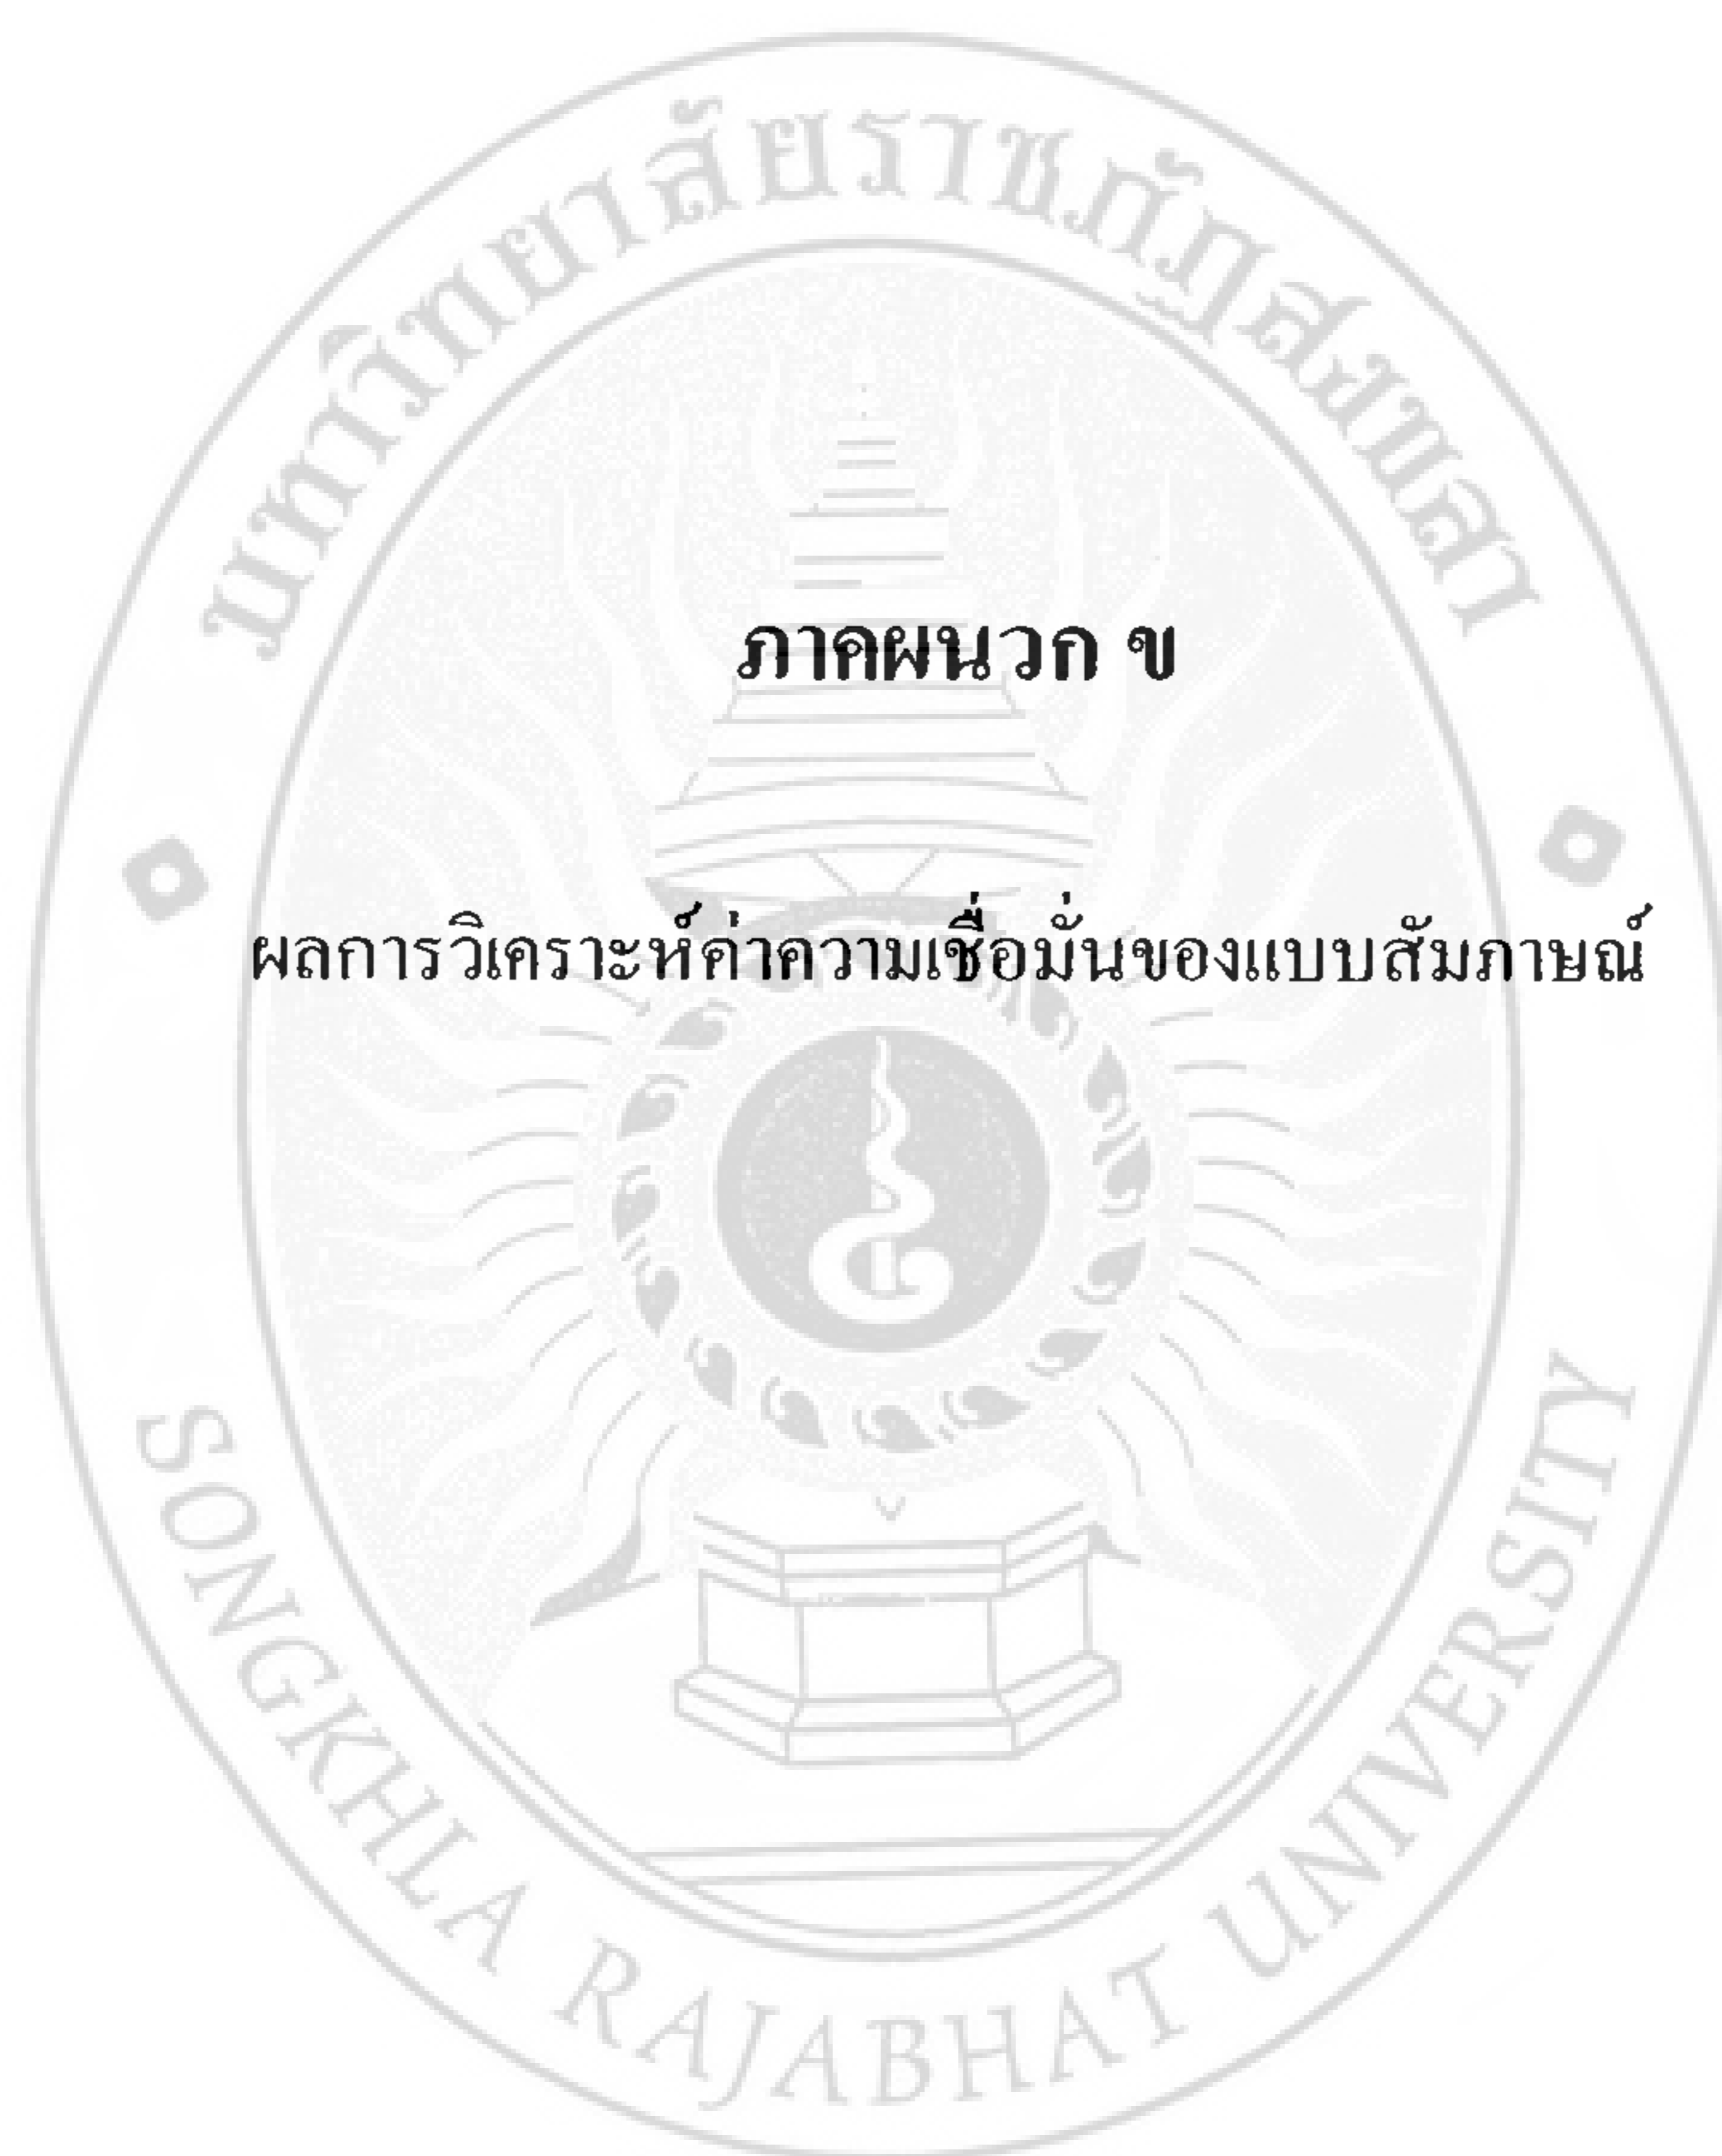 มหาวิทยาลัยราชภัฏสงขลา
ภาคผนวก ข
ผลการวิเคราะห์ค่าความเชื่อมั่นของแบบสัมภาษณ์
SONGKHLA RAJABHAT UNIVERSITY